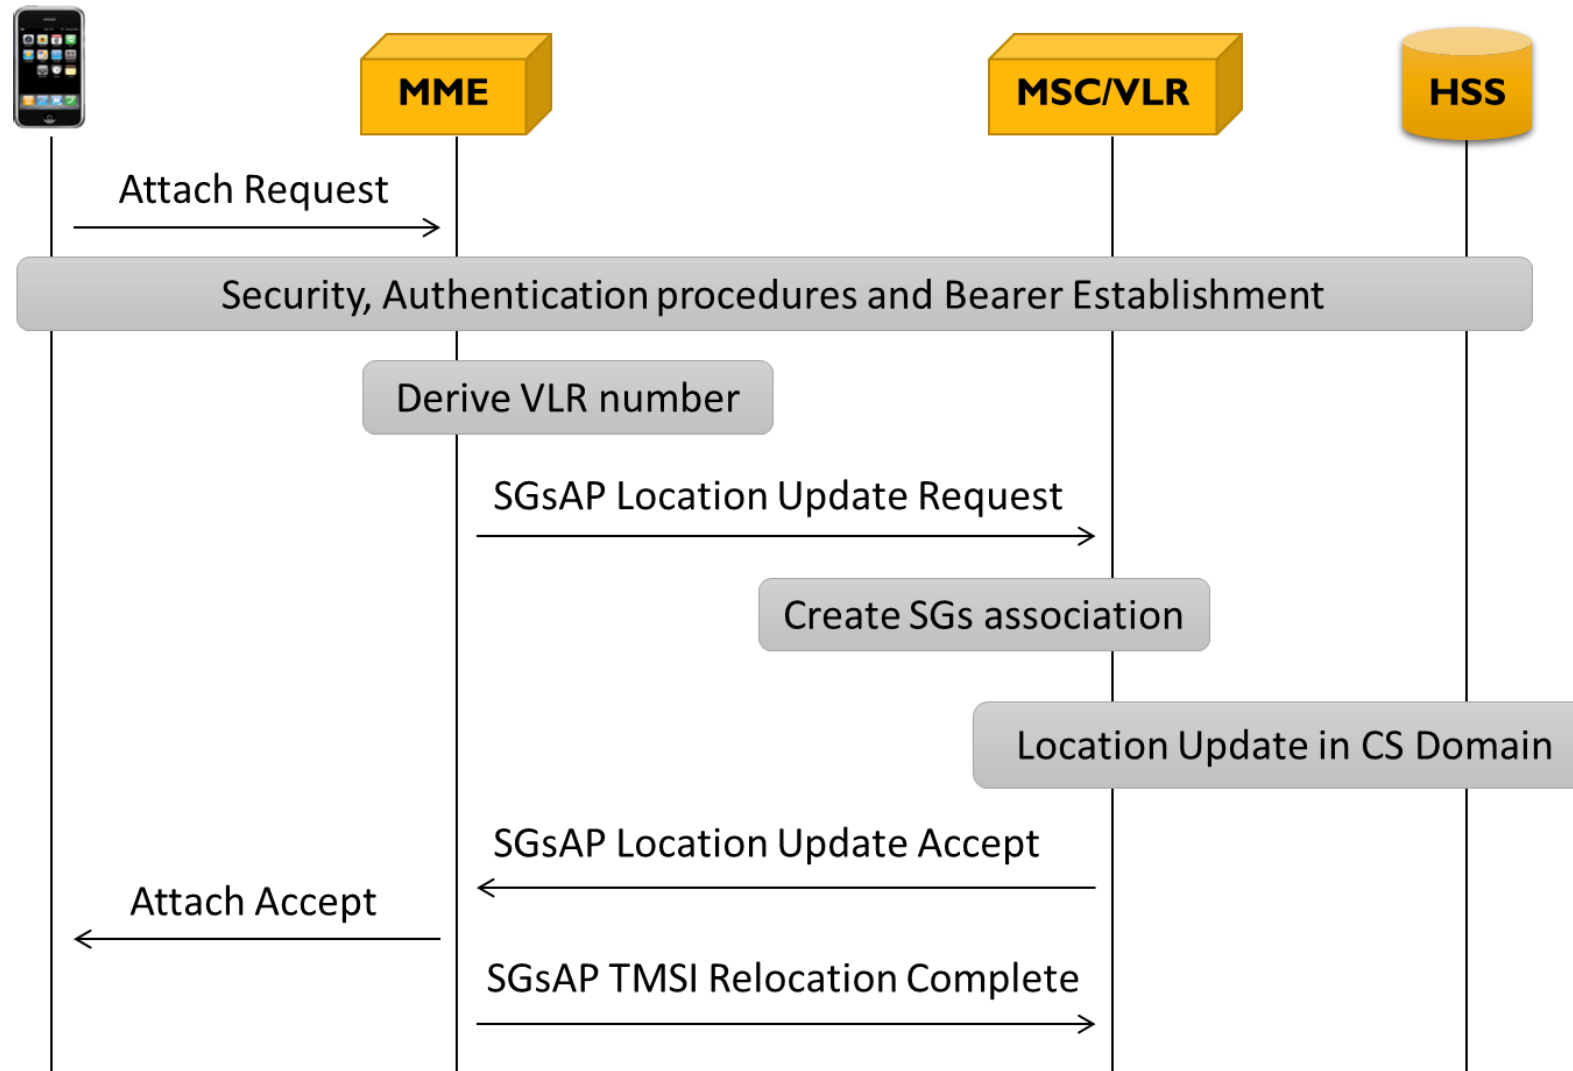 MME
MSC/VLR
HSS
Attach Request
Security, Authentication procedures and Bearer Establishment
Derive VLR number
SGsAP Location Update Request
Create SGs association
Location Update in CS Domain
SGsAP Location Update Accept
Attach Accept
SGsAP TMSI Relocation Complete